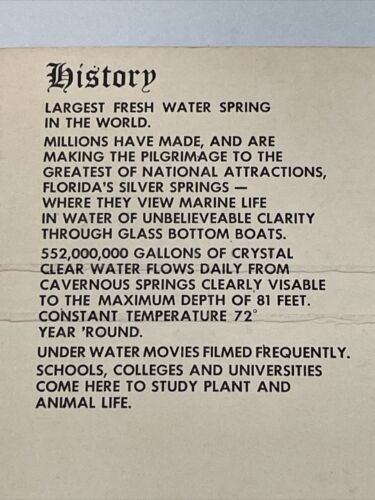 History
LARGEST FRESH WATER SPRING
IN THE WORLD.
MILLIONS HAVE MADE, AND ARE
MAKING THE PILGRIMAGE TO THE
GREATEST OF NATIONAL ATTRACTIONS,
FLORIDA'S SILVER SPRINGS —
WHERE THEY VIEW MARINE LIFE
IN WATER OF UNBELIEVEABLE CLARITY
THROUGH GLASS BOTTOM BOATS.
552,000,000 GALLONS OF CRYSTAL
CLEAR WATER FLOWS DAILY FROM
CAVERNOUS SPRINGS CLEARLY VISABLE
TO THE MAXIMUM DEPTH OF 81 FEET.
CONSTANT TEMPERATURE 72°
YEAR 'ROUND.
UNDER WATER MOVIES FILMED FREQUENTLY.
SCHOOLS, COLLEGES AND UNIVERSITIES
COME HERE TO STUDY PLANT AND
ANIMAL LIFE.